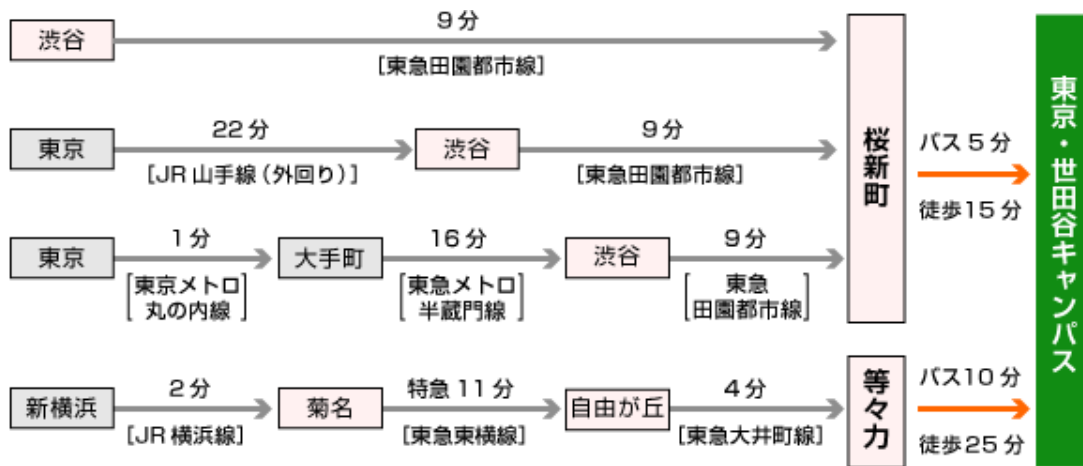 渋谷
9分
[東急田園都市線]
東京
22分
[JR山手線(外回り)]
渋谷
9分
[東急田園都市線]
東京
1分
[東京メトロ
丸の内線]
大手町
16分
[東急メトロ
半蔵門線]
渋谷
9分
[東急
田園都市線]
桜新町
バス5分
徒歩15分
新横浜
2分
[JR横浜線]
菊名
特急11分
[東急東横線]
自由が丘
4分
[東急大井町線]
等々力
バス10分
徒歩25分
東京・世田谷キャンパス